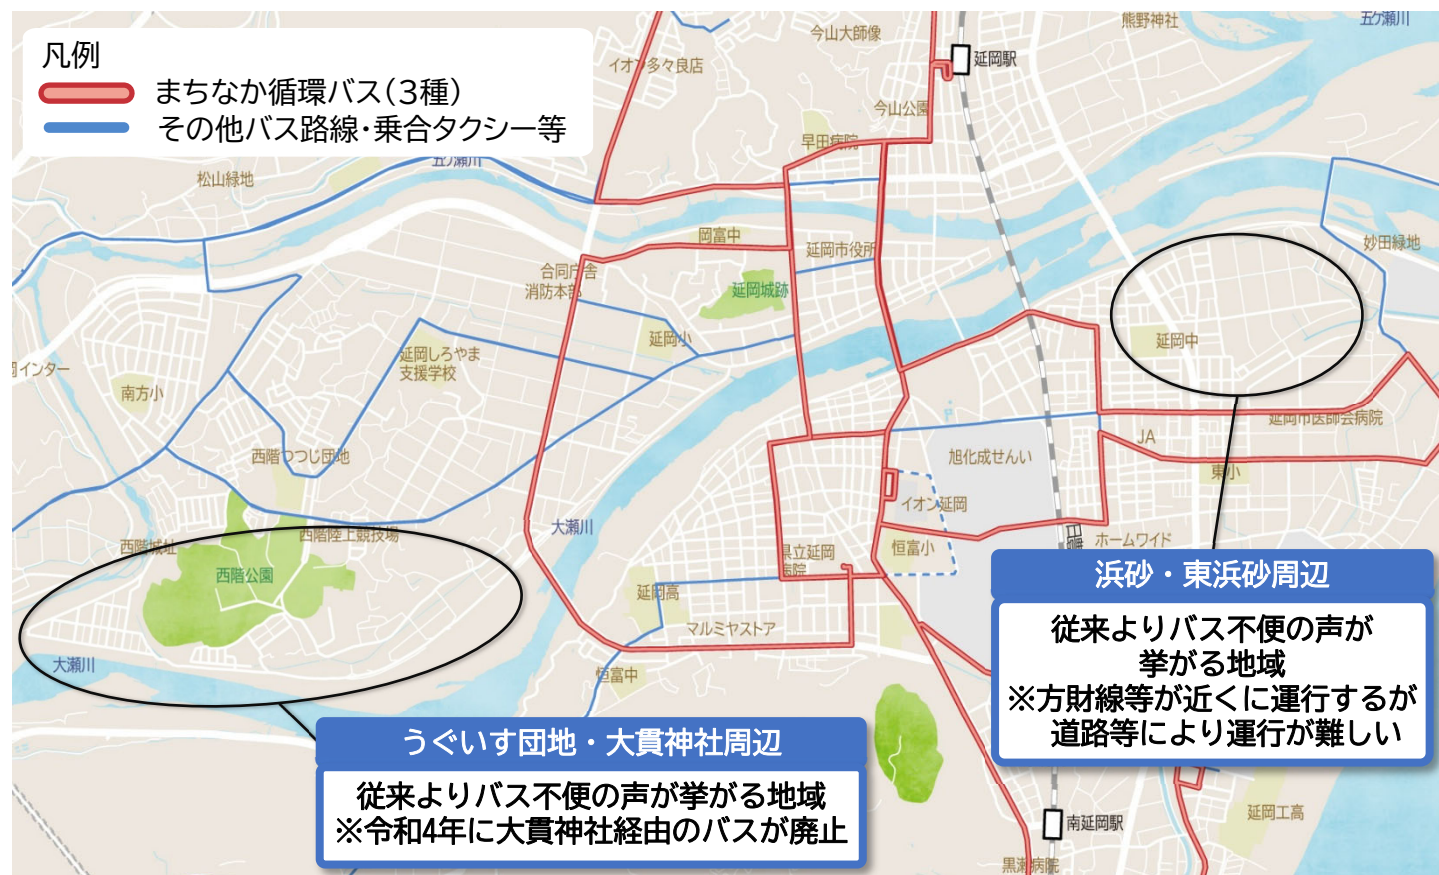 凡例
まちなか循環バス(３種)
その他バス路線・乗合タクシー等
今山大師像
熊野神社
五ケ瀬川
イオン多々良店
延岡駅
今山公園
早田病院
五ケ瀬川
松山緑地
岡富中
延岡市役所
妙田緑地
合同庁舎
消防本部
延岡城跡
延岡小
延岡中
延岡しろやま
支援学校
インター
南方小
延岡市医師会病院
JA
西階つつじ団地
旭化成せんい
東小
イオン延岡
大瀬川
西階城址
西階陸上競技場
恒富小
ホームワイド
県立延岡
病院
西階公園
延岡高
マルミヤストア
大瀬川
恒富中
浜砂・東浜砂周辺
従来よりバス不便の声が
挙がる地域
※方財線等が近くに運行するが
道路等により運行が難しい
うぐいす団地・大貫神社周辺
従来よりバス不便の声が挙がる地域
※令和4年に大貫神社経由のバスが廃止
南延岡駅
延岡工高
黒瀬病院